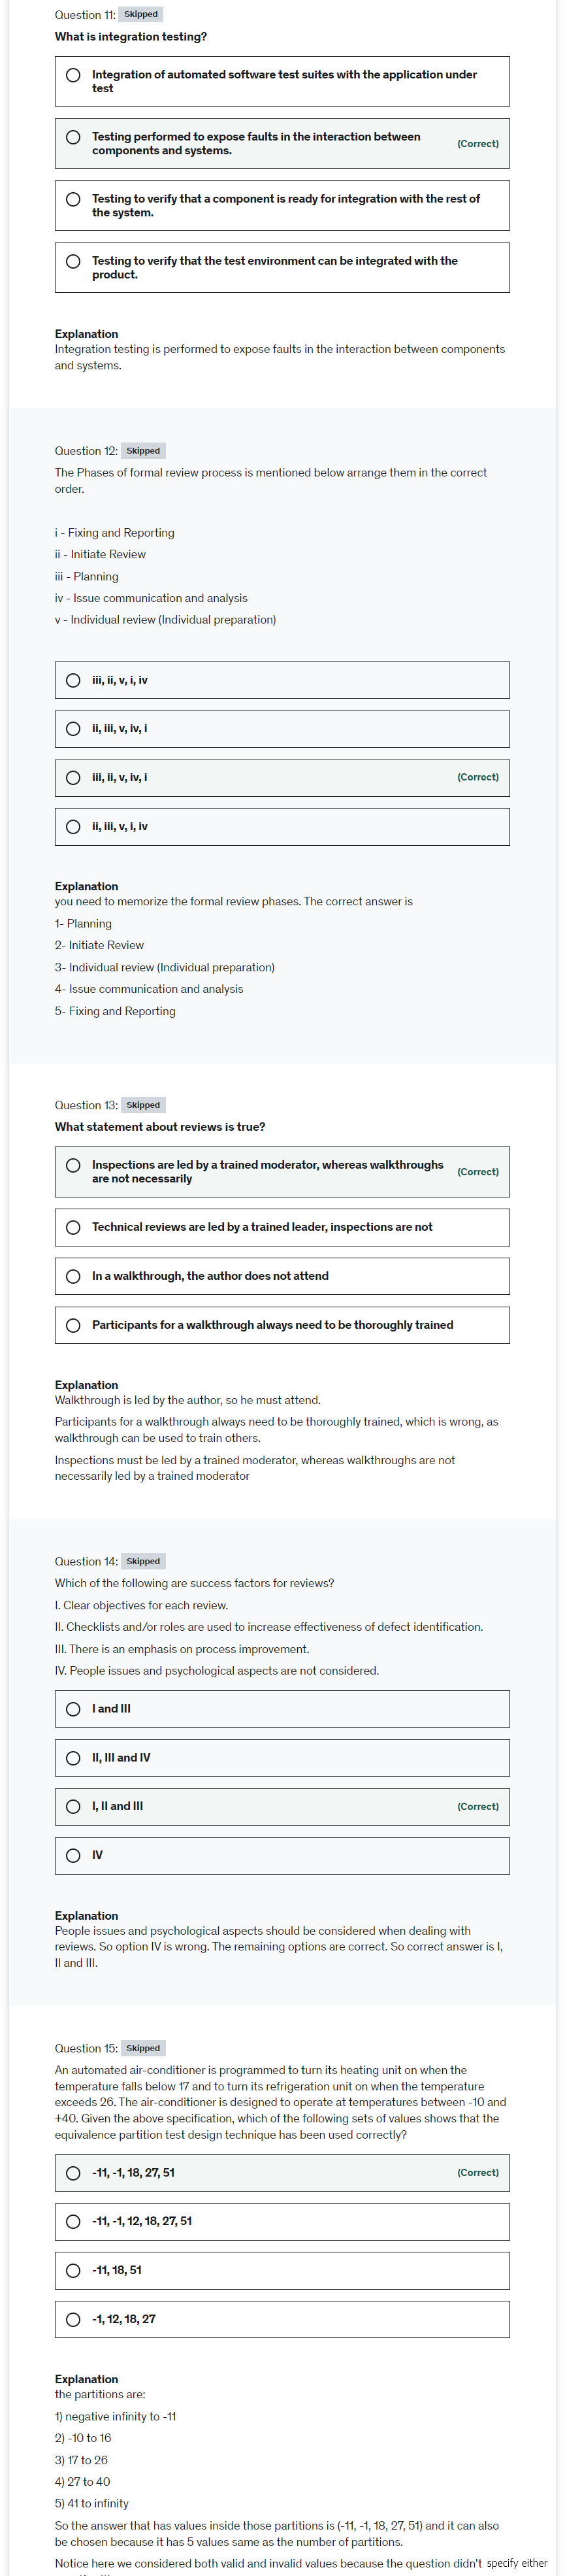 Question 11: Skipped
What is integration testing?
Integration of automated software test suites with the application under
test
Testing performed to expose faults in the interaction between
components and systems.
(Correct)
Testing to verify that a component is ready for integration with the rest of
the system.
Testing to verify that the test environment can be integrated with the
product.
Explanation
Integration testing is performed to expose faults in the interaction between components
and systems.
Question 12: Skipped
The Phases of formal review process is mentioned below arrange them in the correct
order.
i - Fixing and Reporting
ii - Initiate Review
iii - Planning
iv - Issue communication and analysis
v - Individual review (Individual preparation)
iii, ii, v, i, iv
ii, iii, v, iv, i
iii, ii, v, iv, i (Correct)
ii, iii, v, i, iv
Explanation
you need to memorize the formal review phases. The correct answer is
1- Planning
2- Initiate Review
3- Individual review (Individual preparation)
4- Issue communication and analysis
5- Fixing and Reporting
Question 13: Skipped
What statement about reviews is true?
Inspections are led by a trained moderator, whereas walkthroughs
are not necessarily
(Correct)
Technical reviews are led by a trained leader, inspections are not
In a walkthrough, the author does not attend
Participants for a walkthrough always need to be thoroughly trained
Explanation
Walkthrough is led by the author, so he must attend.
Participants for a walkthrough always need to be thoroughly trained, which is wrong, as
walkthrough can be used to train others.
Inspections must be led by a trained moderator, whereas walkthroughs are not
necessarily led by a trained moderator
Question 14: Skipped
Which of the following are success factors for reviews?
I. Clear objectives for each review.
II. Checklists and/or roles are used to increase effectiveness of defect identification.
III. There is an emphasis on process improvement.
IV. People issues and psychological aspects are not considered.
I and III
II, III and IV
I, II and III (Correct)
IV
Explanation
People issues and psychological aspects should be considered when dealing with
reviews. So option IV is wrong. The remaining options are correct. So correct answer is I,
II and III.
Question 15: Skipped
An automated air-conditioner is programmed to turn its heating unit on when the
temperature falls below 17 and to turn its refrigeration unit on when the temperature
exceeds 26. The air-conditioner is designed to operate at temperatures between -10 and
+40. Given the above specification, which of the following sets of values shows that the
equivalence partition test design technique has been used correctly?
-11, -1, 18, 27, 51 (Correct)
-11, -1, 12, 18, 27, 51
-11, 18, 51
-1, 12, 18, 27
Explanation
the partitions are:
1) negative infinity to -11
2) -10 to 16
3) 17 to 26
4) 27 to 40
5) 41 to infinity
So the answer that has values inside those partitions is (-11, -1, 18, 27, 51) and it can also
be chosen because it has 5 values same as the number of partitions.
Notice here we considered both valid and invalid values because the question didn't specify either